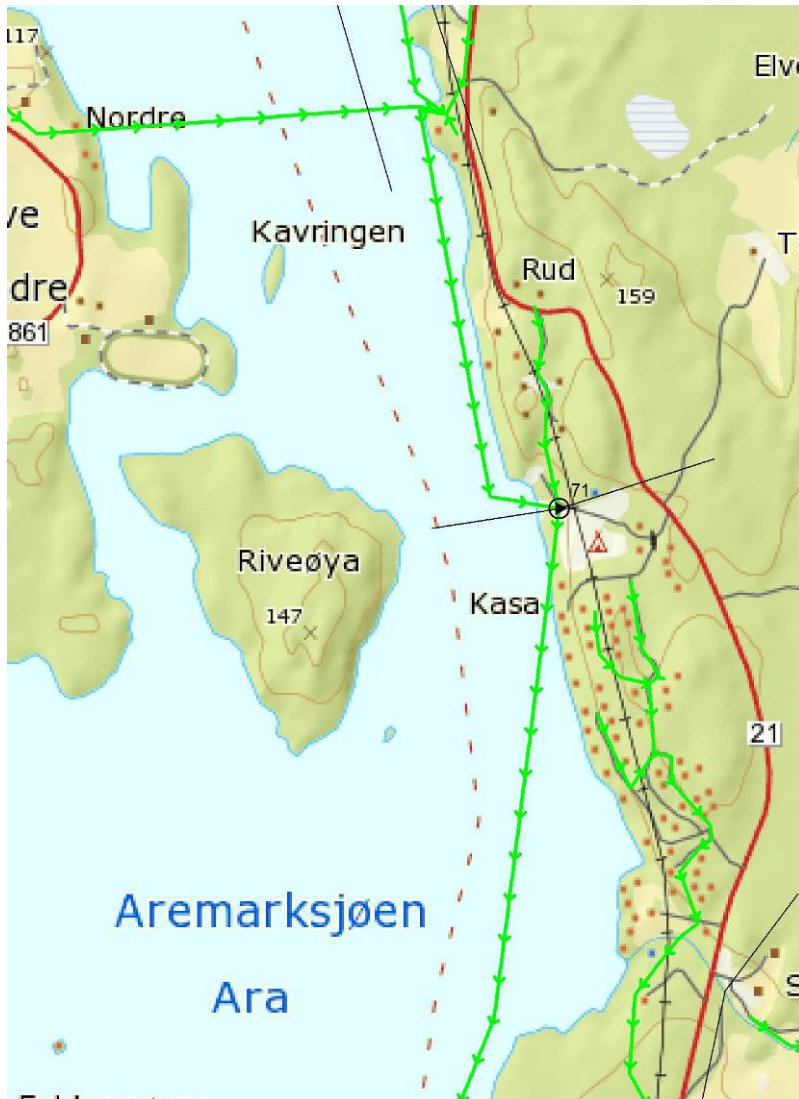 117
Elve
Nordre
ve
Kavringen
T
Rud
dre
159
861
71
Riveøya
Kasa
147
21
Aremarksjøen
Ara
S